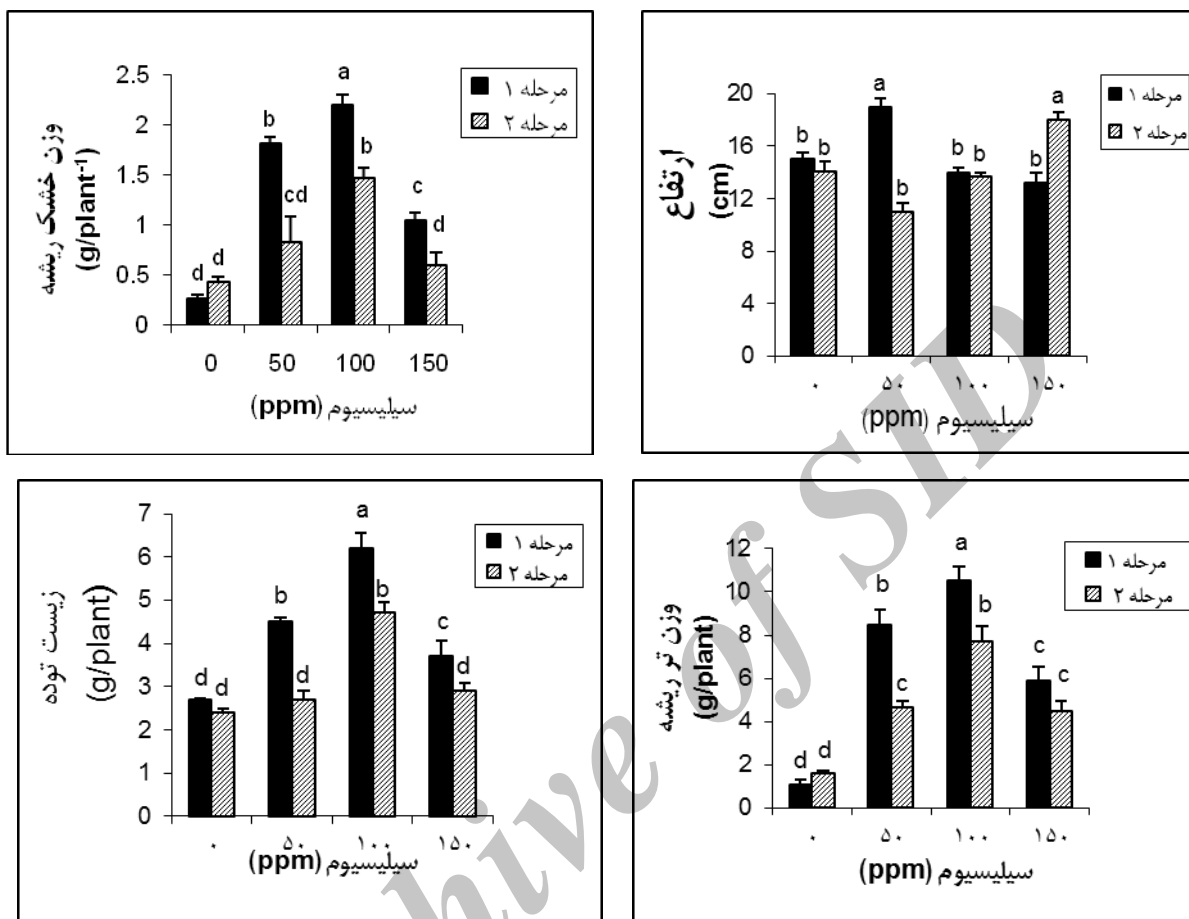 وزن خشک ریشه
(g/plant⁻¹)
2.5
2
1.5
1
0.5
0
d d b cd a b c d
0 50 100 150
سیلیسیوم (ppm)
مرحله ۱
مرحله ۲
ارتفاع
(cm)
20
16
12
8
4
0
b b a b b b b a
۰ ۵۰ ۱۰۰ ۱۵۰
سیلیسیوم (ppm)
مرحله ۱
مرحله ۲
زیست توده
(g/plant)
7
6
5
4
3
2
1
0
d d b d a b c d
۰ ۵۰ ۱۰۰ ۱۵۰
سیلیسیوم (ppm)
مرحله ۱
مرحله ۲
وزن تر ریشه
(g/plant)
12
10
8
6
4
2
0
d d b c a b c c
۰ ۵۰ ۱۰۰ ۱۵۰
سیلیسیوم (ppm)
مرحله ۱
مرحله ۲
hive of SID